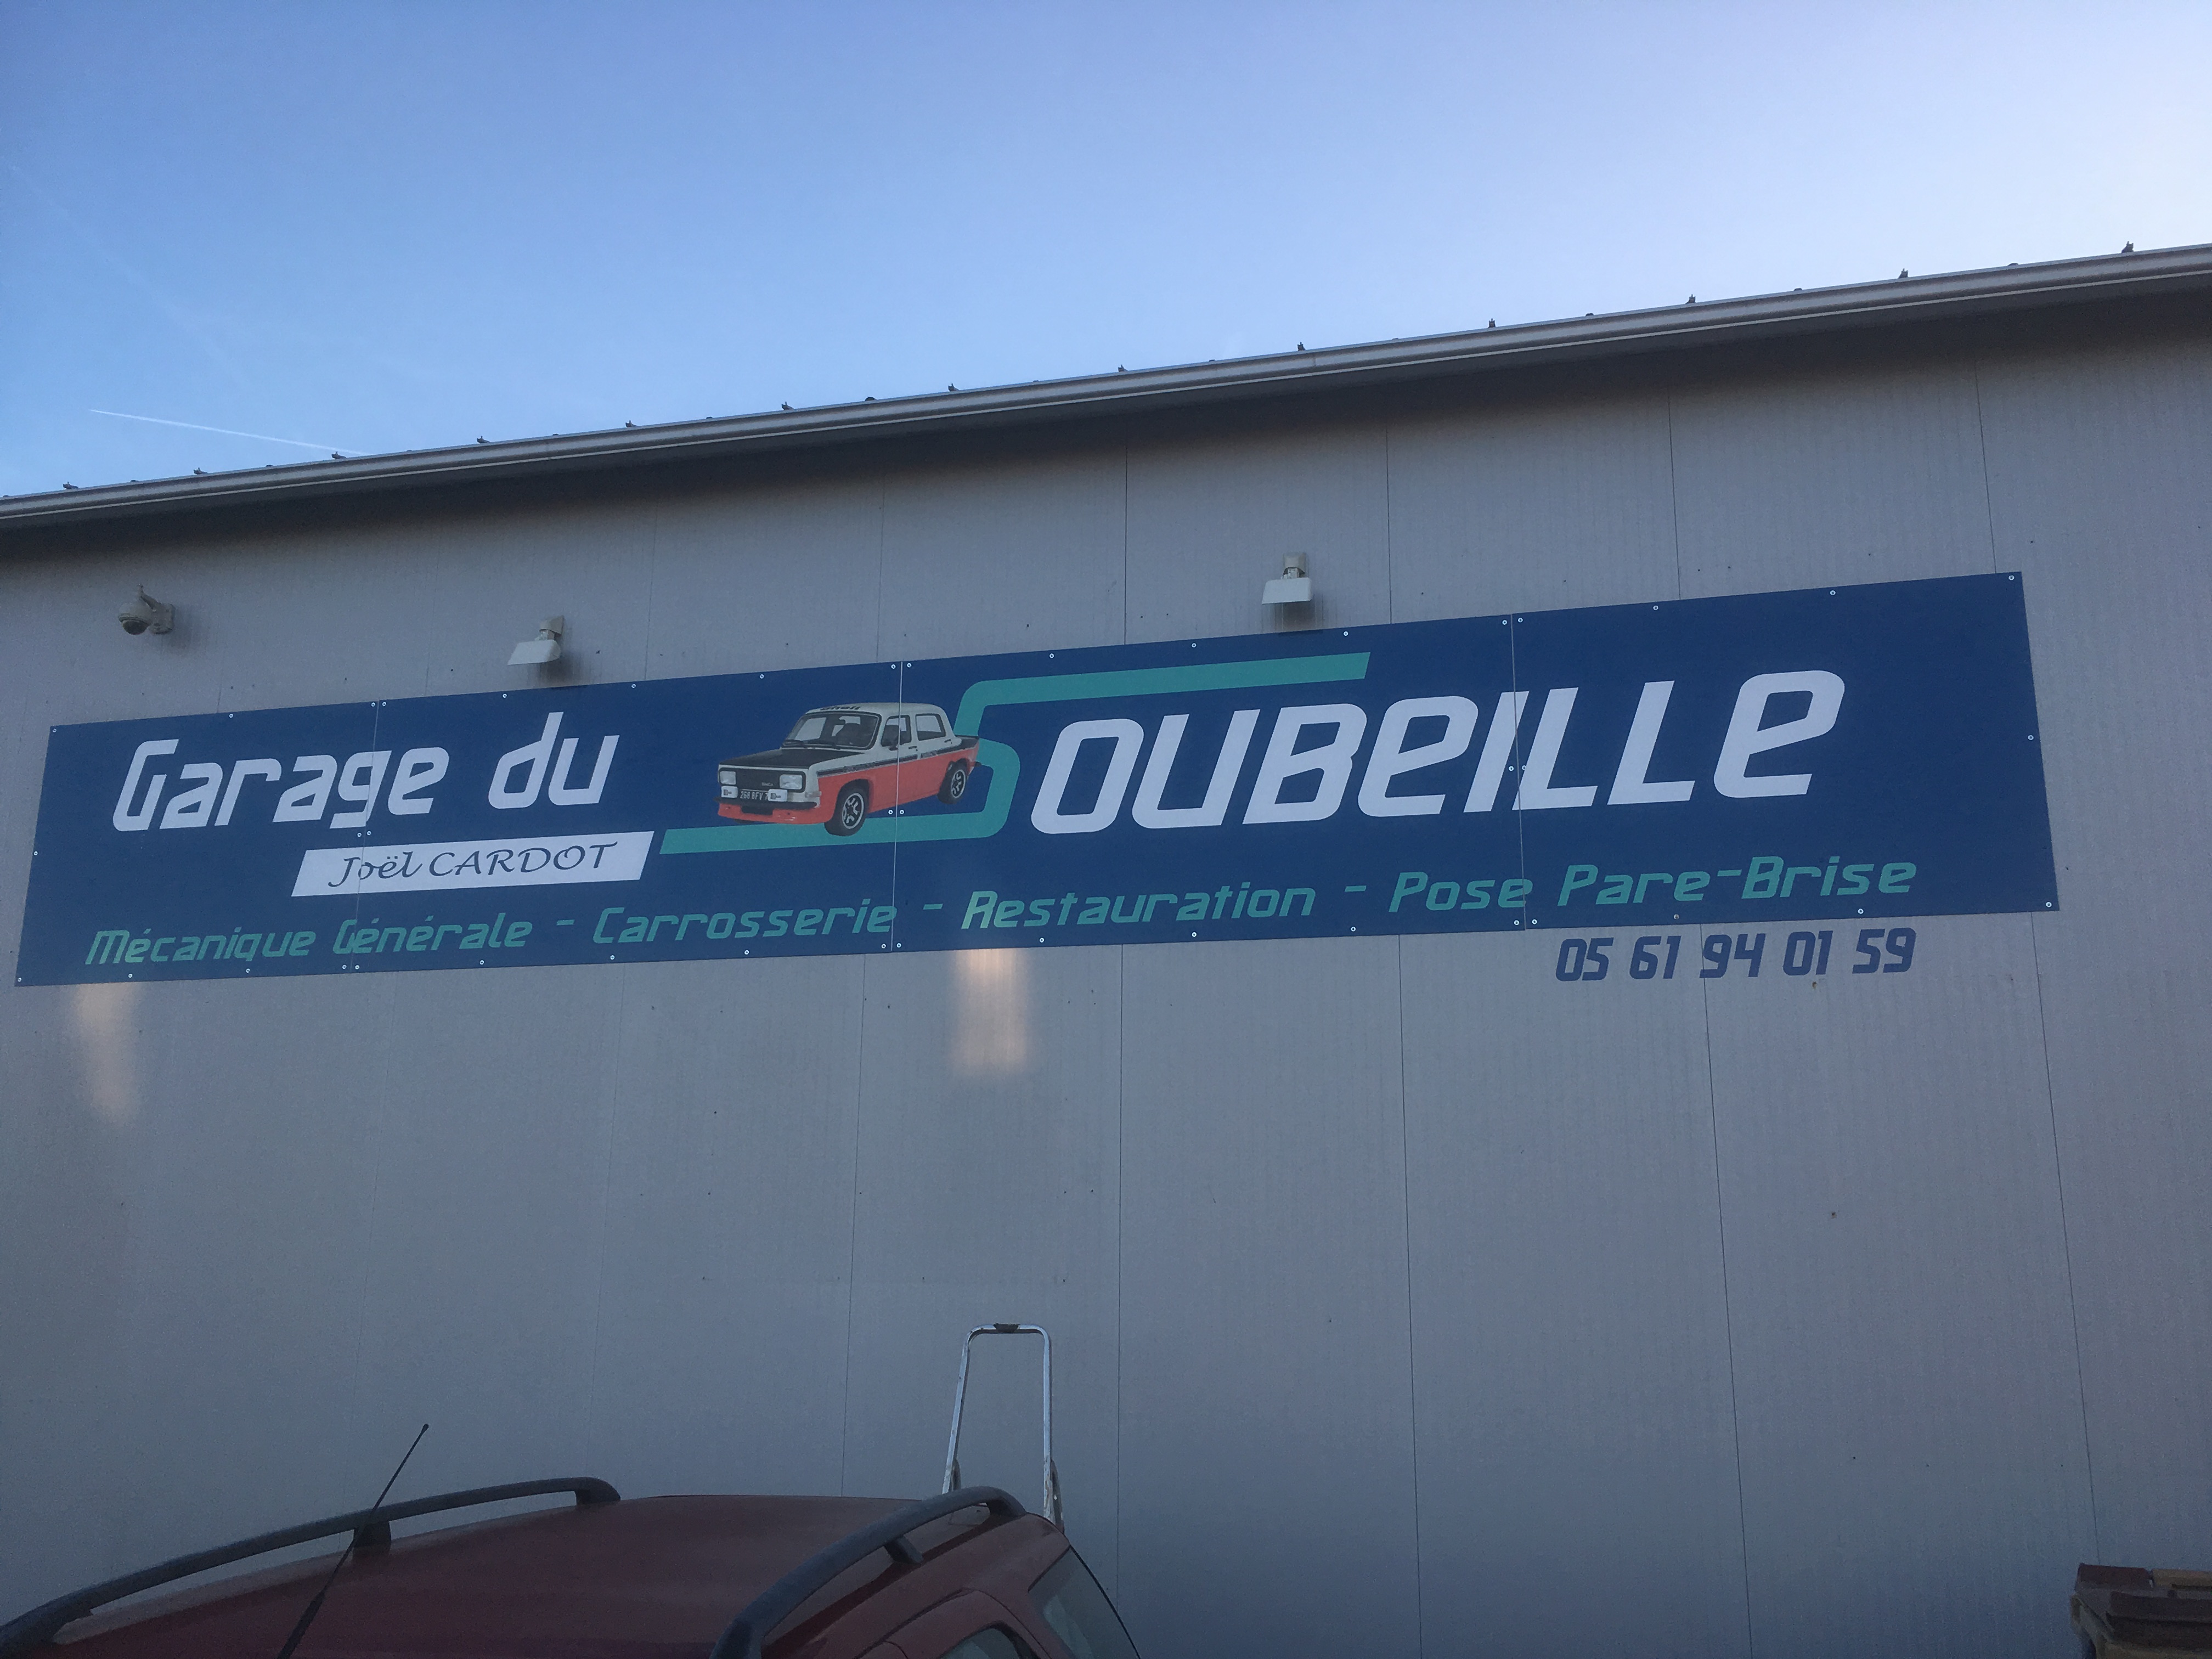 Garage du SOUBEILLE
Joël CARDOT
Mécanique Générale - Carrosserie - Restauration - Pose Pare-Brise
05 61 94 01 59